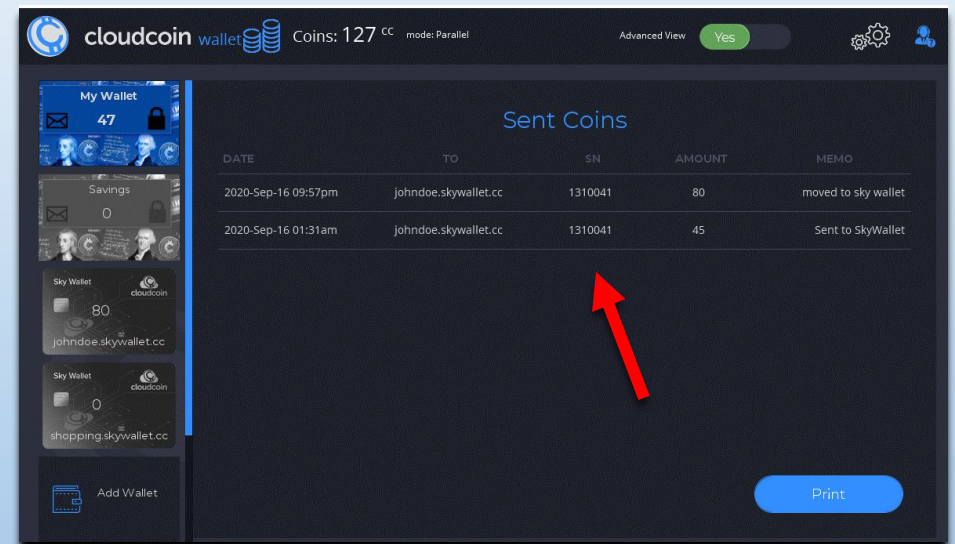 cloudcoin wallet Coins: 127 CC mode: Parallel Advanced View Yes
My Wallet
47
Savings
0
Sky Wallet
cloudcoin
80
johndoe.skywallet.cc
Sky Wallet
cloudcoin
0
shopping.skywallet.cc
Add Wallet
Sent Coins
DATE TO SN AMOUNT MEMO
2020-Sep-16 09:57pm johndoe.skywallet.cc 1310041 80 moved to sky wallet
2020-Sep-16 01:31am johndoe.skywallet.cc 1310041 45 Sent to SkyWallet
Print